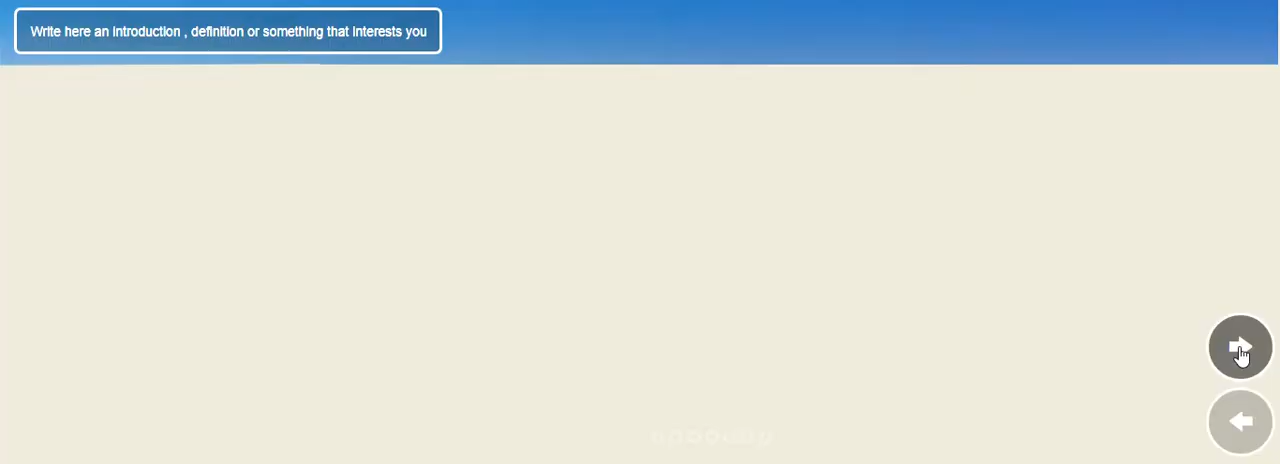 Write here an introduction , definition or something that interests you